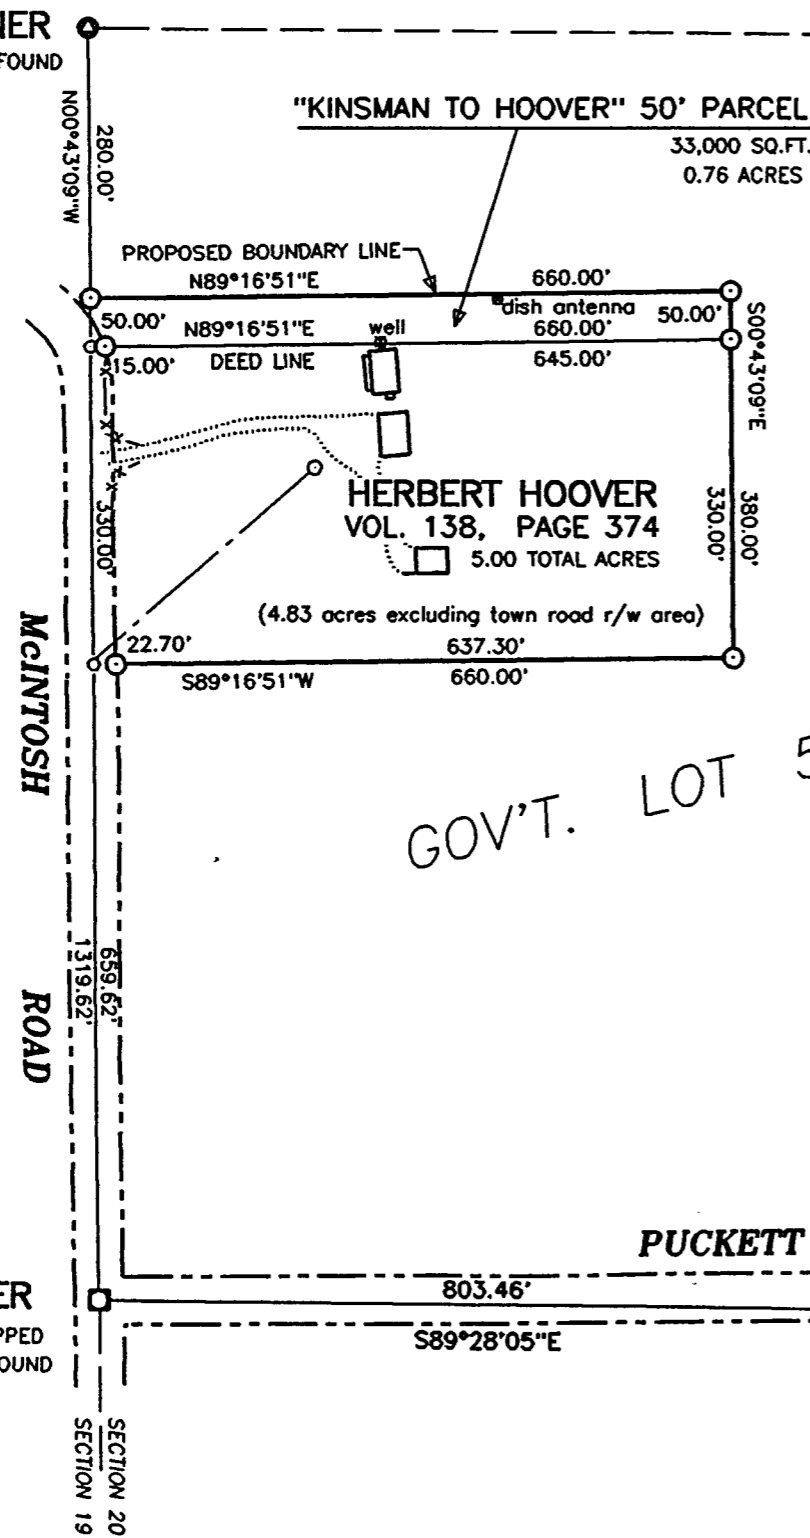 NER
FOUND
N00°43'09"W
280.00'
"KINSMAN TO HOOVER" 50' PARCEL
33,000 SQ.FT.
0.76 ACRES
PROPOSED BOUNDARY LINE
N89°16'51"E
660.00'
dish antenna
50.00'
N89°16'51"E
well
660.00'
50.00'
15.00'
DEED LINE
645.00'
S00°43'09"E
HERBERT HOOVER
VOL. 138, PAGE 374
5.00 TOTAL ACRES
330.00'
330.00'
380.00'
(4.83 acres excluding town road r/w area)
22.70'
637.30'
S89°16'51"W
660.00'
McINTOSH
ROAD
GOV'T. LOT 5
1319.62'
659.62'
PUCKETT
ER
PPED
OUND
803.46'
S89°28'05"E
SECTION 19
SECTION 20